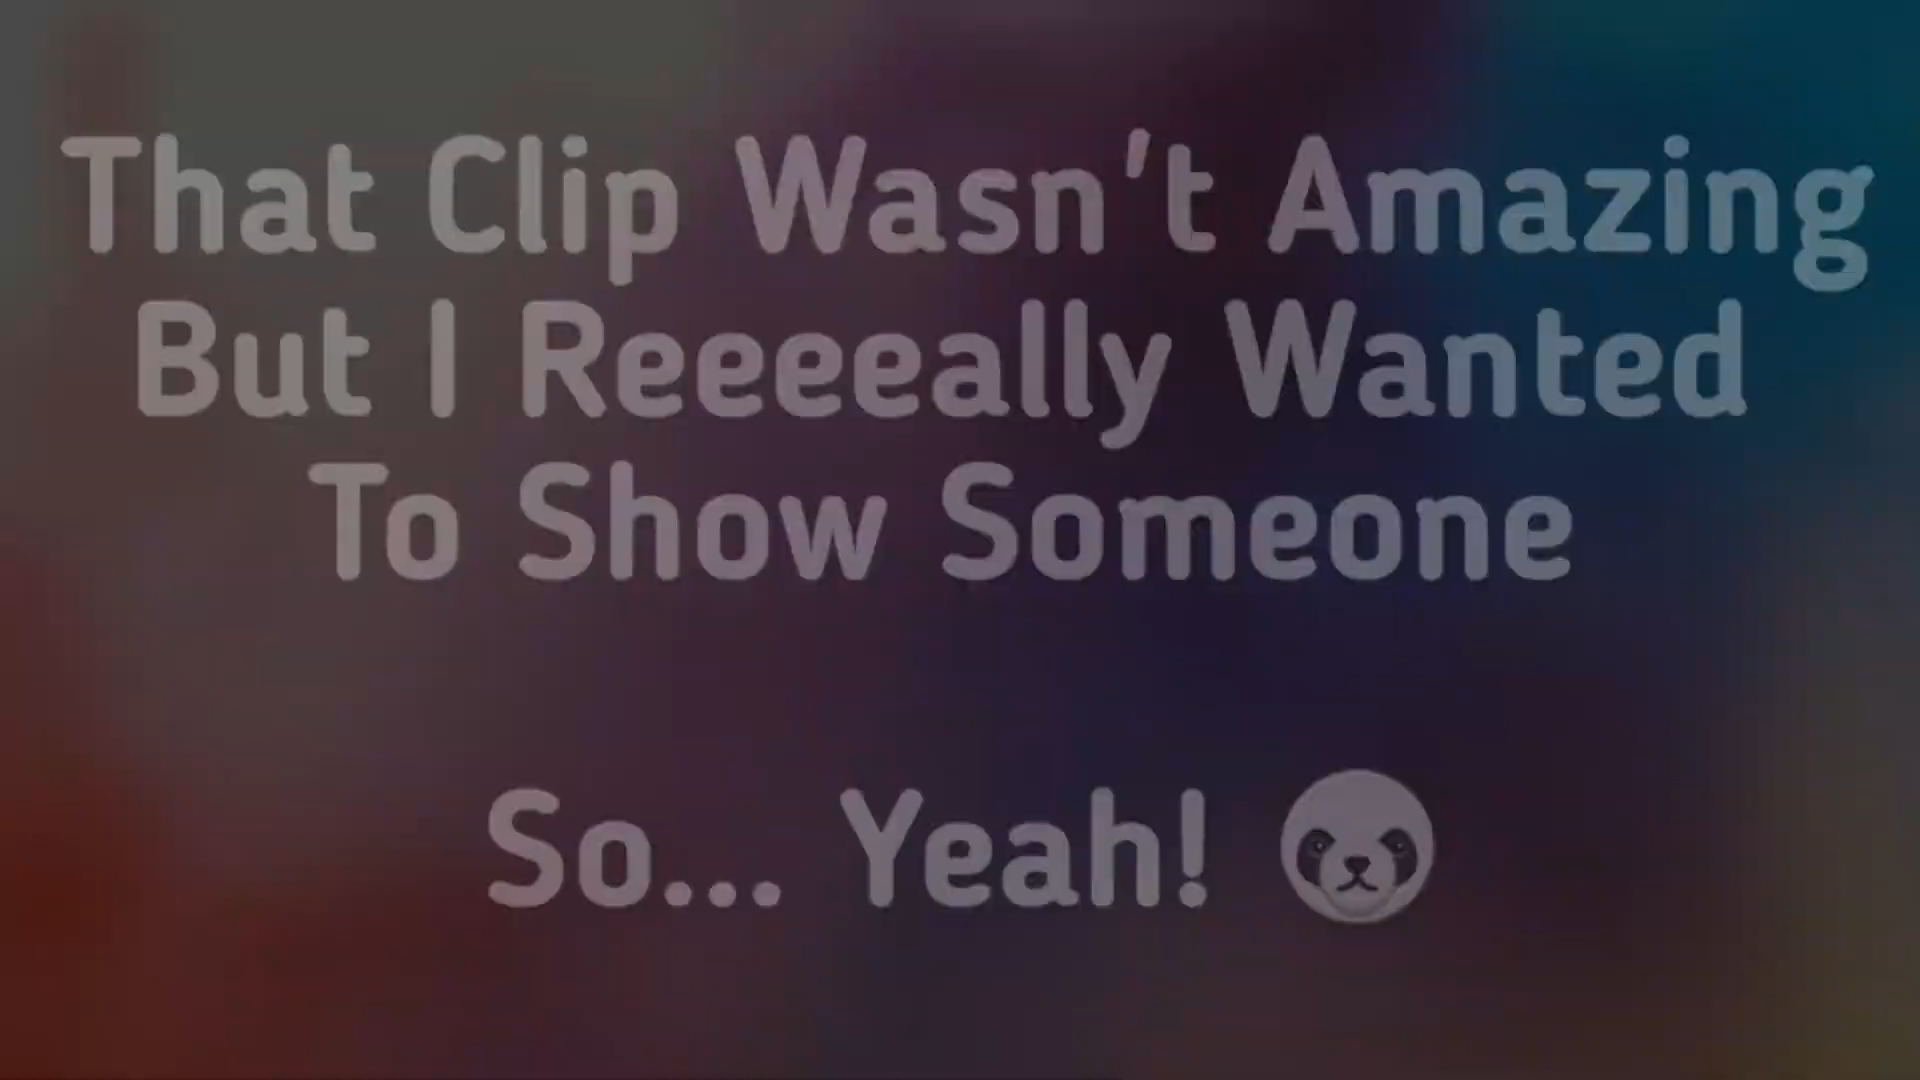 That Clip Wasn't Amazing
But I Reeeeally Wanted
To Show Someone
So... Yeah! 🐼